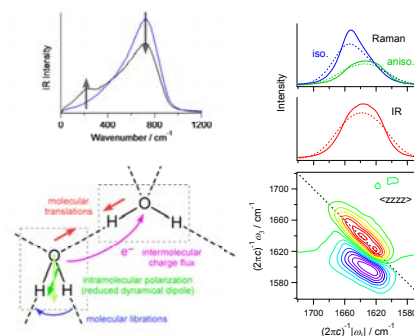 IR Intensity
0
400
800
1200
Wavenumber / cm⁻¹
molecular
translations
O
H
H
e⁻
intermolecular
charge flux
O
H
H
intramolecular polarization
(reduced dynamical dipole)
molecular librations
iso.
Raman
aniso.
Intensity
IR
<zzzz>
1700
1660
1620
1580
(2πc)⁻¹ ω₃ / cm⁻¹
1700
1660
1620
(2πc)⁻¹ |ω₁| / cm⁻¹